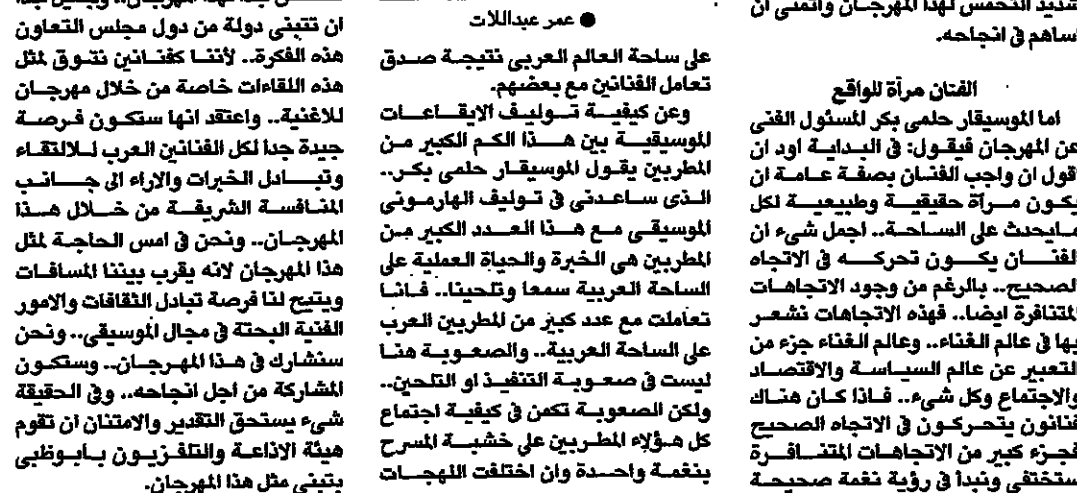 شديد التحمس لهذا المهرجان واتمنى ان
اساهم في انجاحه.
الفنان مرآة للواقع
اما الموسيقار حلمى بكر المسئول الفنى
عن المهرجان فيقول: في البداية اود ان
اقول ان واجب الفنان بصفة عامة ان
يكون مرآة حقيقية وطبيعية لكل
مايحدث على الساحة.. اجمل شيء ان
الفنان يكون تحركه في الاتجاه
الصحيح.. بالرغم من وجود الاتجاهات
المتنافرة ايضا.. فهذه الاتجاهات نشعر
بها في عالم الغناء.. وعالم الغناء جزء من
التعبير عن عالم السياسة والاقتصاد
والاجتماع وكل شيء.. فاذا كان هناك
فنانون يتحركون في الاتجاه الصحيح
فجزء كبير من الاتجاهات المتنافرة
ستختفي ونبدأ في رؤية نغمة صحيحة
● عمر عبداللات
على ساحة العالم العربى نتيجة صدق
تعامل الفنانين مع بعضهم.
وعن كيفية توليف الايقاعات
الموسيقية بين هذا الكم الكبير من
المطربين يقول الموسيقار حلمى بكر..
الذى ساعدنى في توليف الهارمونى
الموسيقى مع هذا العدد الكبير من
المطربين هى الخبرة والحياة العملية على
الساحة العربية سمعا وتلحينا.. فانا
تعاملت مع عدد كبير من المطربين العرب
على الساحة العربية.. والصعوبة هنا
ليست في صعوبة التنفيذ او التلحين..
ولكن الصعوبة تكمن في كيفية اجتماع
كل هؤلاء المطربين على خشبة المسرح
بنغمة واحدة وان اختلفت اللهجات
ان تتبنى دولة من دول مجلس التعاون
هذه الفكرة.. لأننا كفنانين نتوق لمثل
هذه اللقاءات خاصة من خلال مهرجان
للاغنية.. واعتقد انها ستكون فرصة
جيدة جدا لكل الفنانين العرب لالالتقاء
وتبادل الخبرات والاراء الى جانب
المنافسة الشريفة من خلال هذا
المهرجان.. ونحن في امس الحاجة لمثل
هذا المهرجان لانه يقرب بيننا المسافات
ويتيح لنا فرصة تبادل الثقافات والامور
الفنية البحتة في مجال الموسيقى.. ونحن
سنشارك في هذا المهرجان.. وستكون
المشاركة من اجل انجاحه.. وفي الحقيقة
شيء يستحق التقدير والامتنان ان تقوم
هيئة الاذاعة والتلفزيون بابوظبى
بتبنى مثل هذا المهرجان.